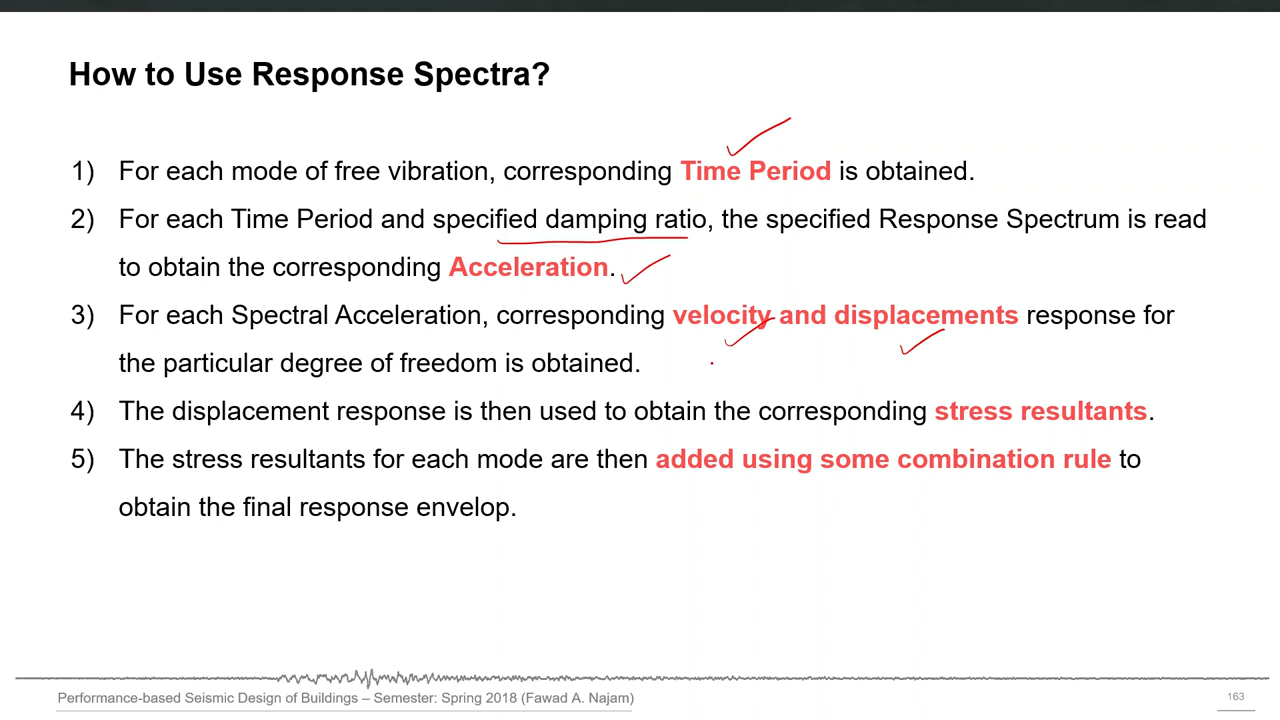 How to Use Response Spectra?
1) For each mode of free vibration, corresponding Time Period is obtained.
2) For each Time Period and specified damping ratio, the specified Response Spectrum is read
to obtain the corresponding Acceleration.
3) For each Spectral Acceleration, corresponding velocity and displacements response for
the particular degree of freedom is obtained.
4) The displacement response is then used to obtain the corresponding stress resultants.
5) The stress resultants for each mode are then added using some combination rule to
obtain the final response envelop.
Performance-based Seismic Design of Buildings – Semester: Spring 2018 (Fawad A. Najam)
163